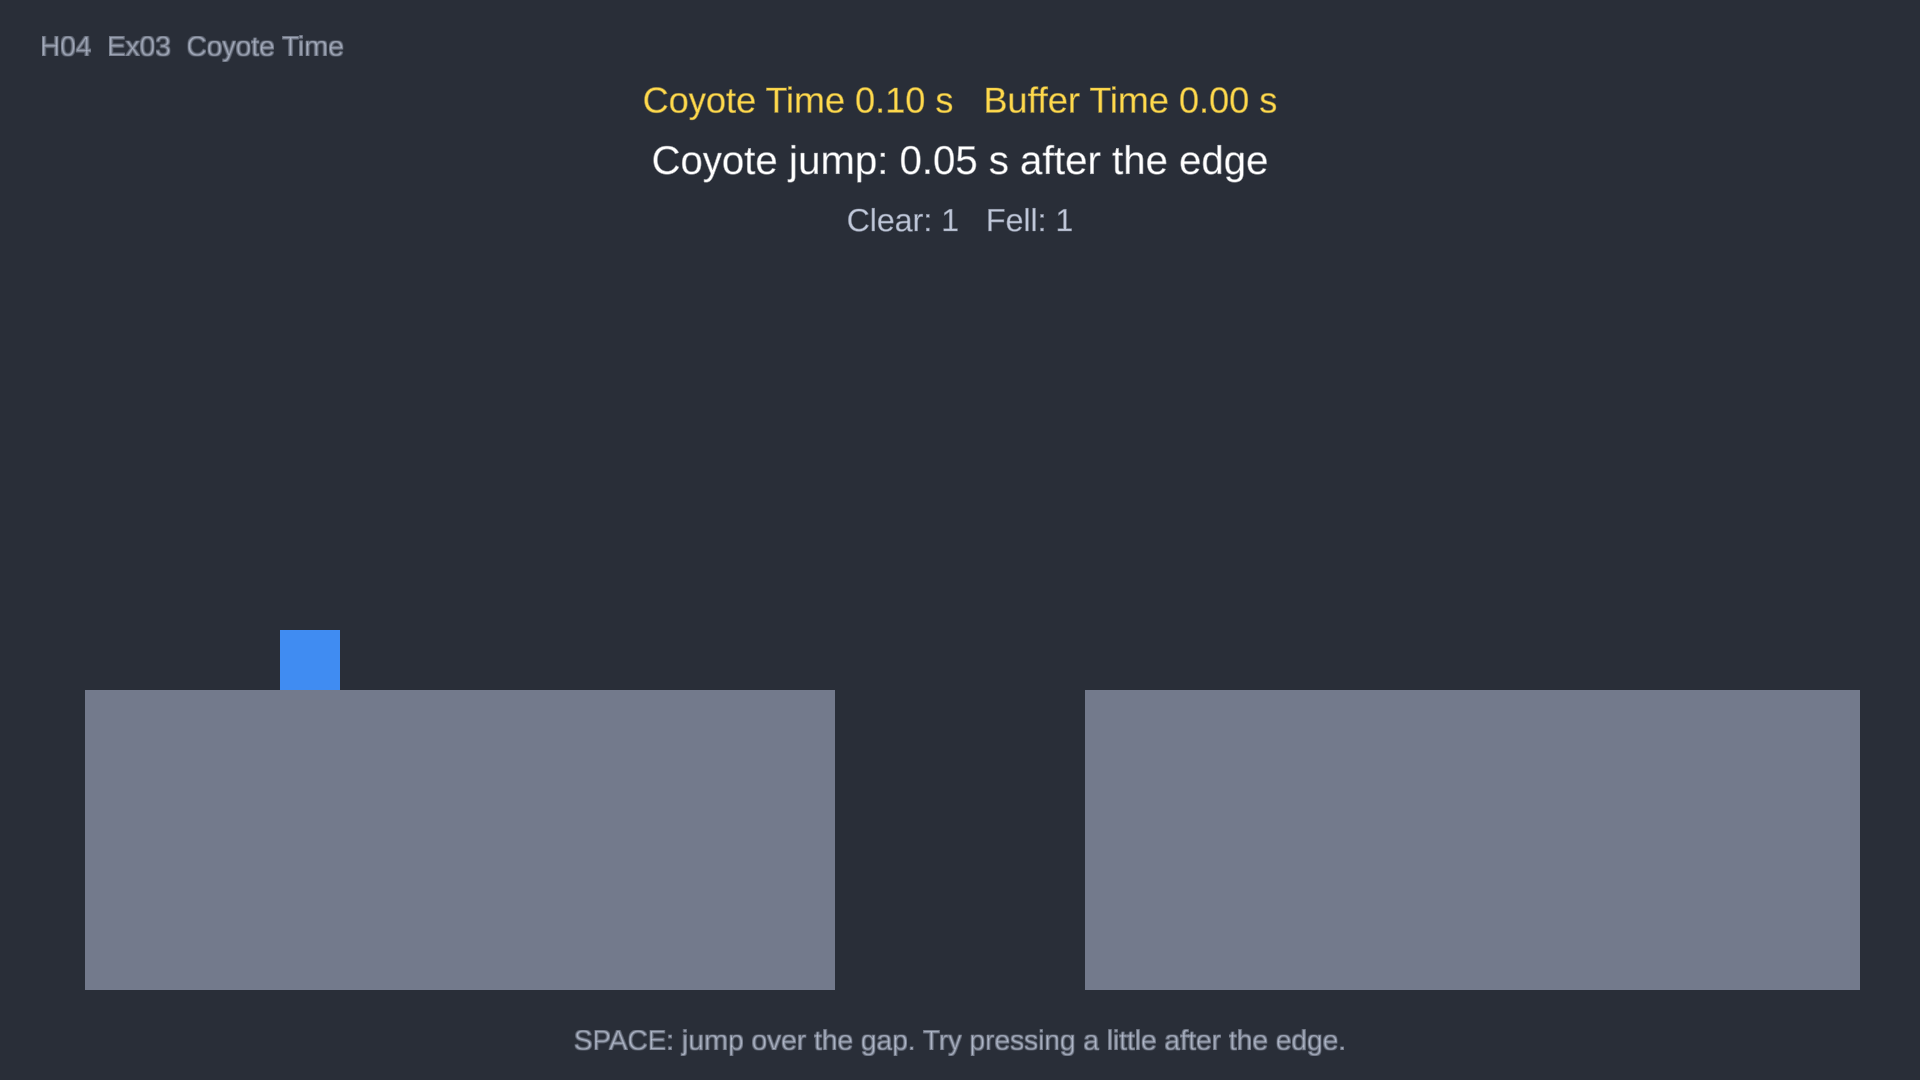 H04 Ex03 Coyote Time
Coyote Time 0.10 s Buffer Time 0.00 s
Coyote jump: 0.05 s after the edge
Clear: 1 Fell: 1
SPACE: jump over the gap. Try pressing a little after the edge.